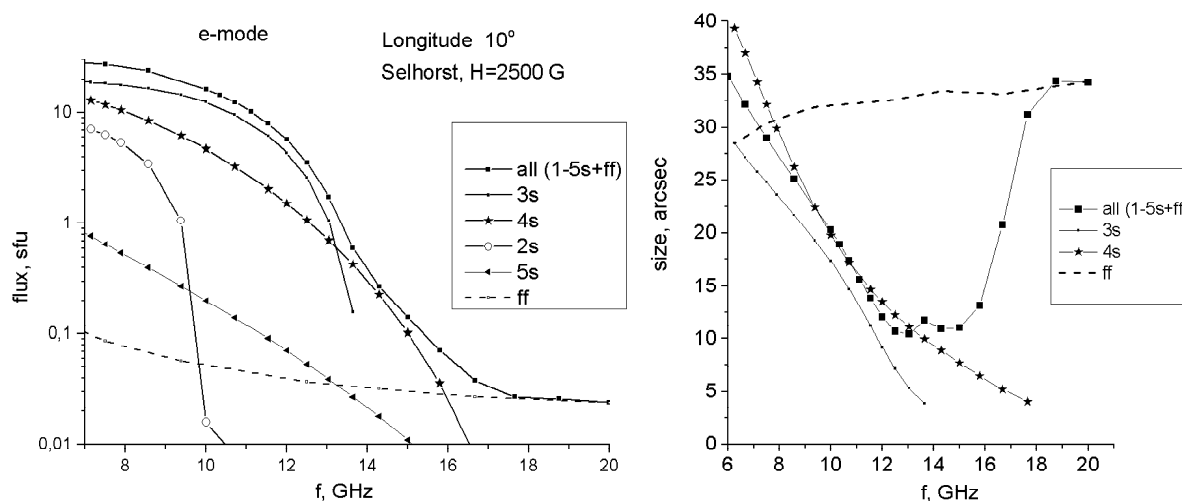 e-mode
Longitude 10°
Selhorst, H=2500 G
flux, sfu
10
1
0,1
0,01
8 10 12 14 16 18 20
f, GHz
all (1-5s+ff)
3s
4s
2s
5s
ff
size, arcsec
40
35
30
25
20
15
10
5
0
6 8 10 12 14 16 18 20
f, GHz
all (1-5s+ff
3s
4s
ff